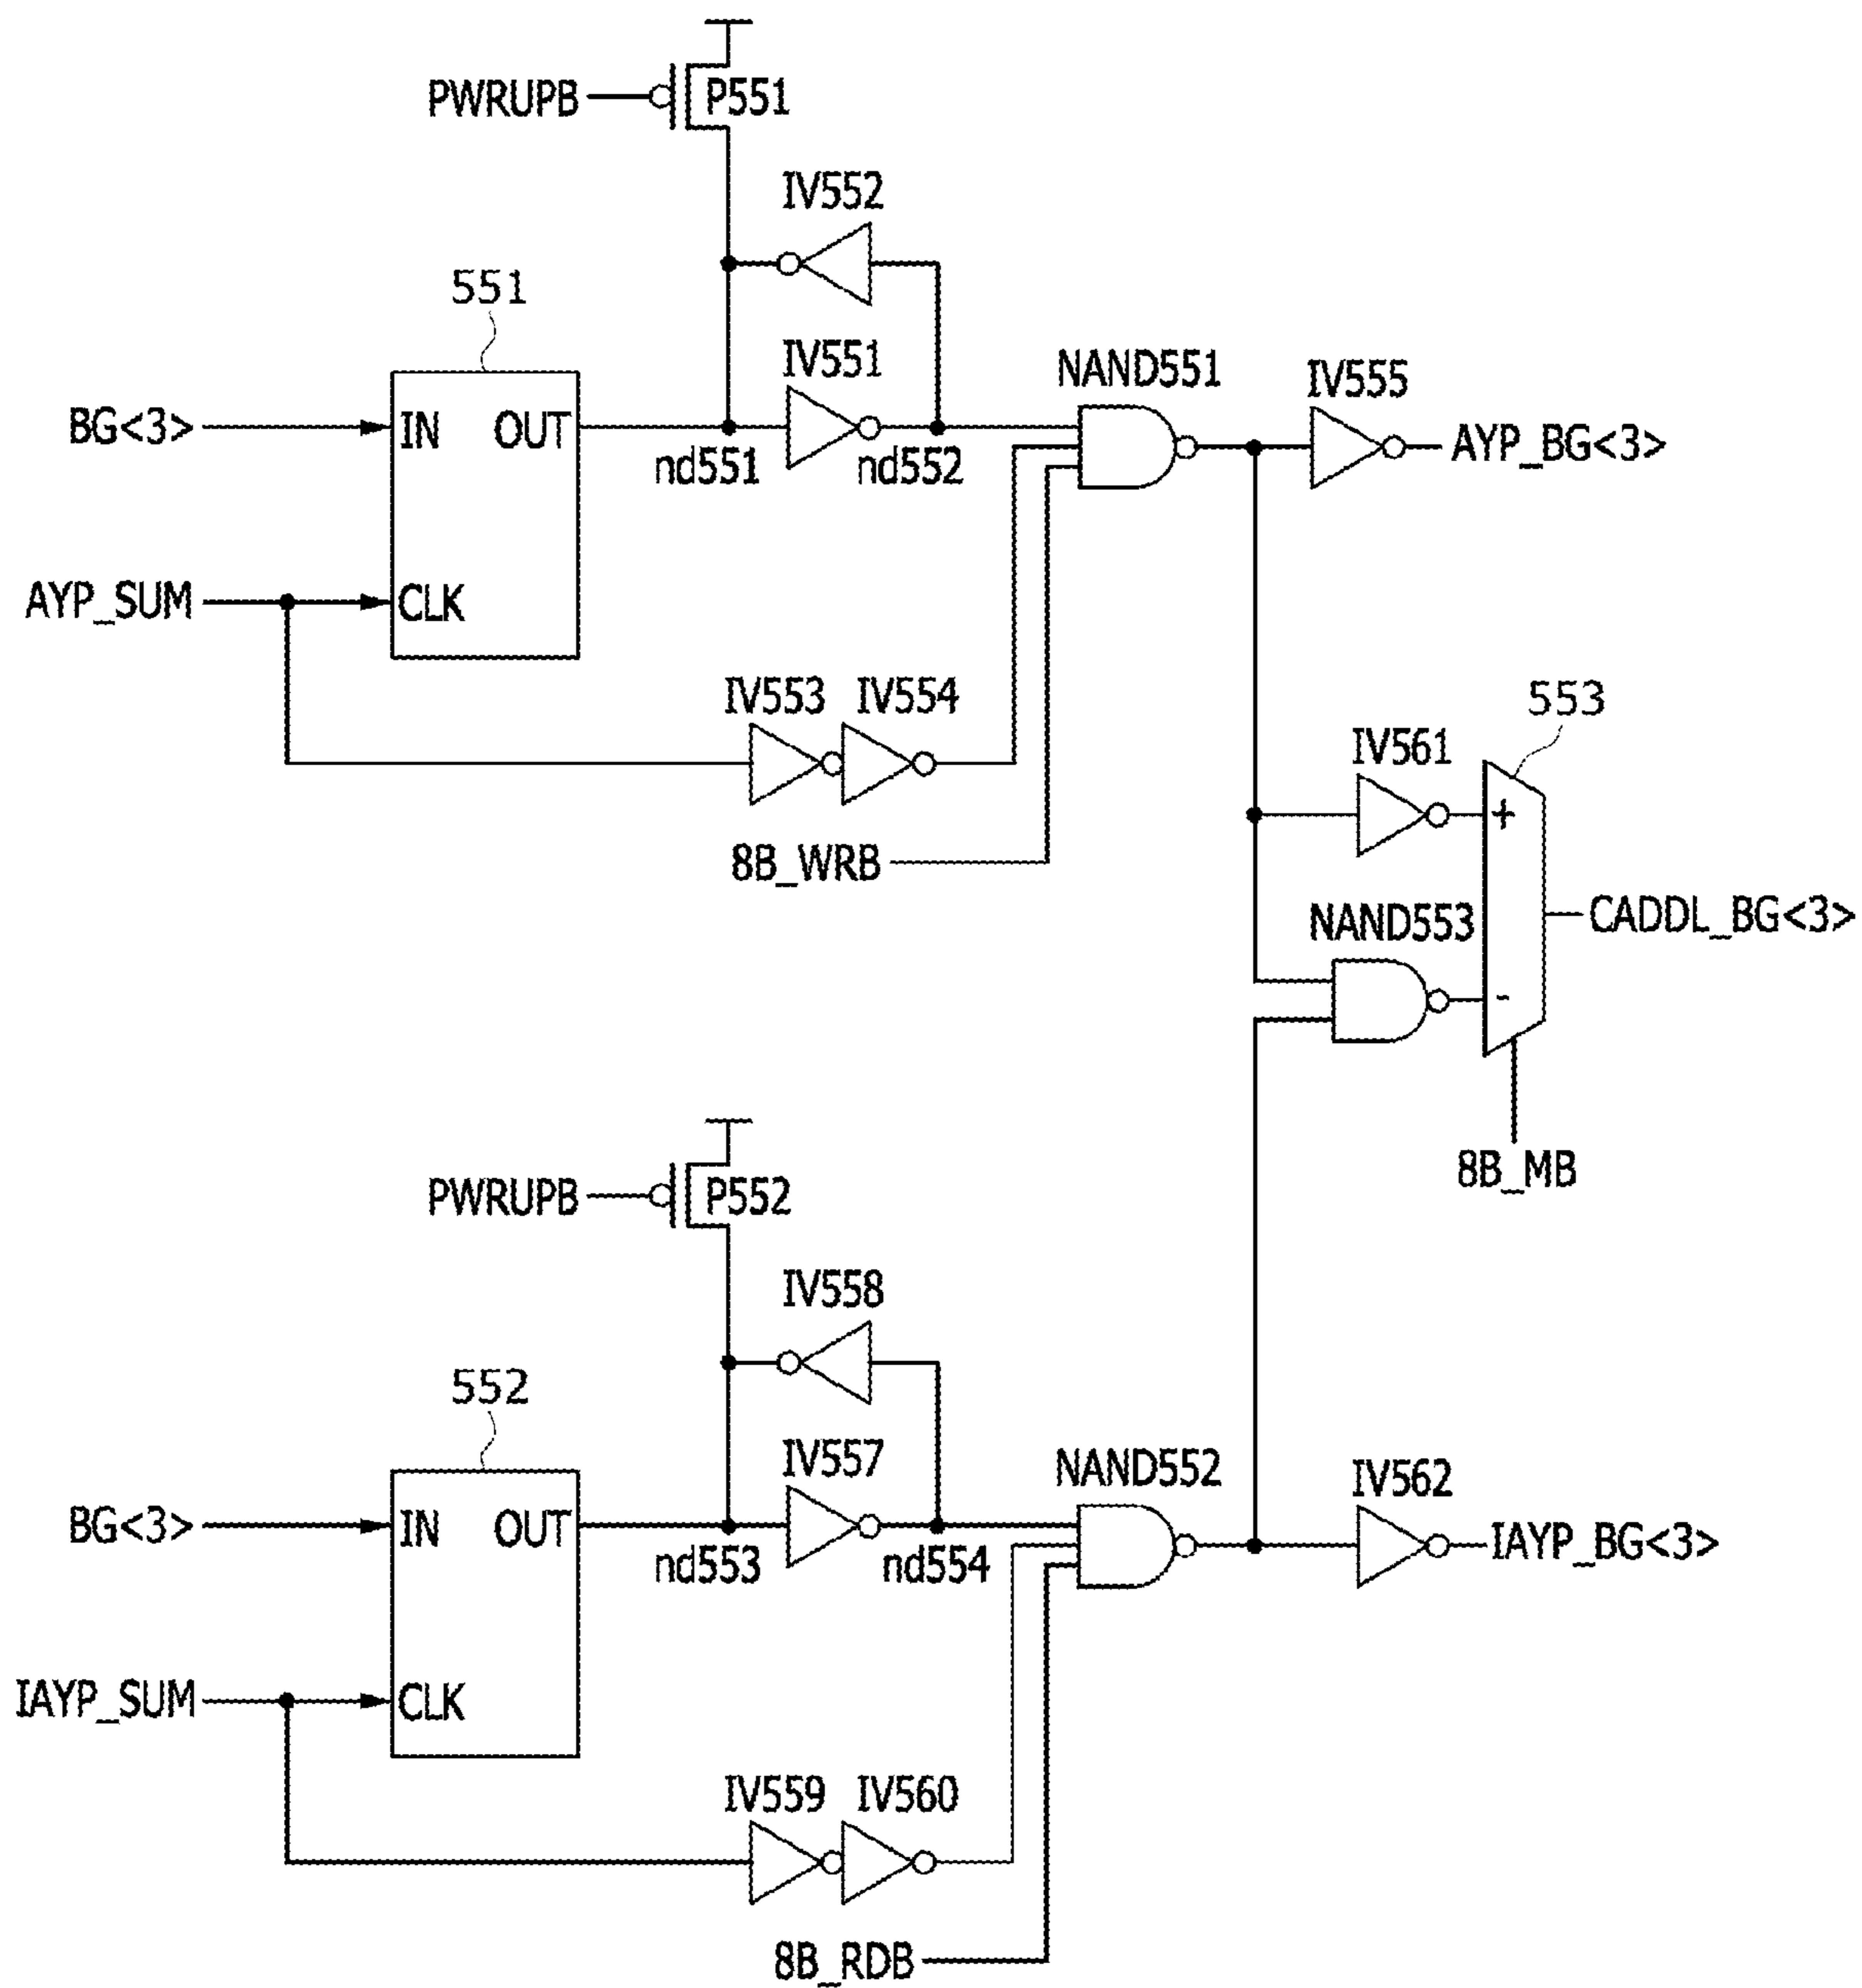 PWRUPB
P551
IV552
551
IV551
NAND551
IV555
BG<3>
IN
OUT
nd551
nd552
AYP_BG<3>
AYP_SUM
CLK
IV553
IV554
553
IV561
8B_WRB
NAND553
+
CADDL_BG<3>
-
8B_MB
PWRUPB
P552
IV558
552
IV557
NAND552
IV562
BG<3>
IN
OUT
nd553
nd554
IAYP_BG<3>
IAYP_SUM
CLK
IV559
IV560
8B_RDB